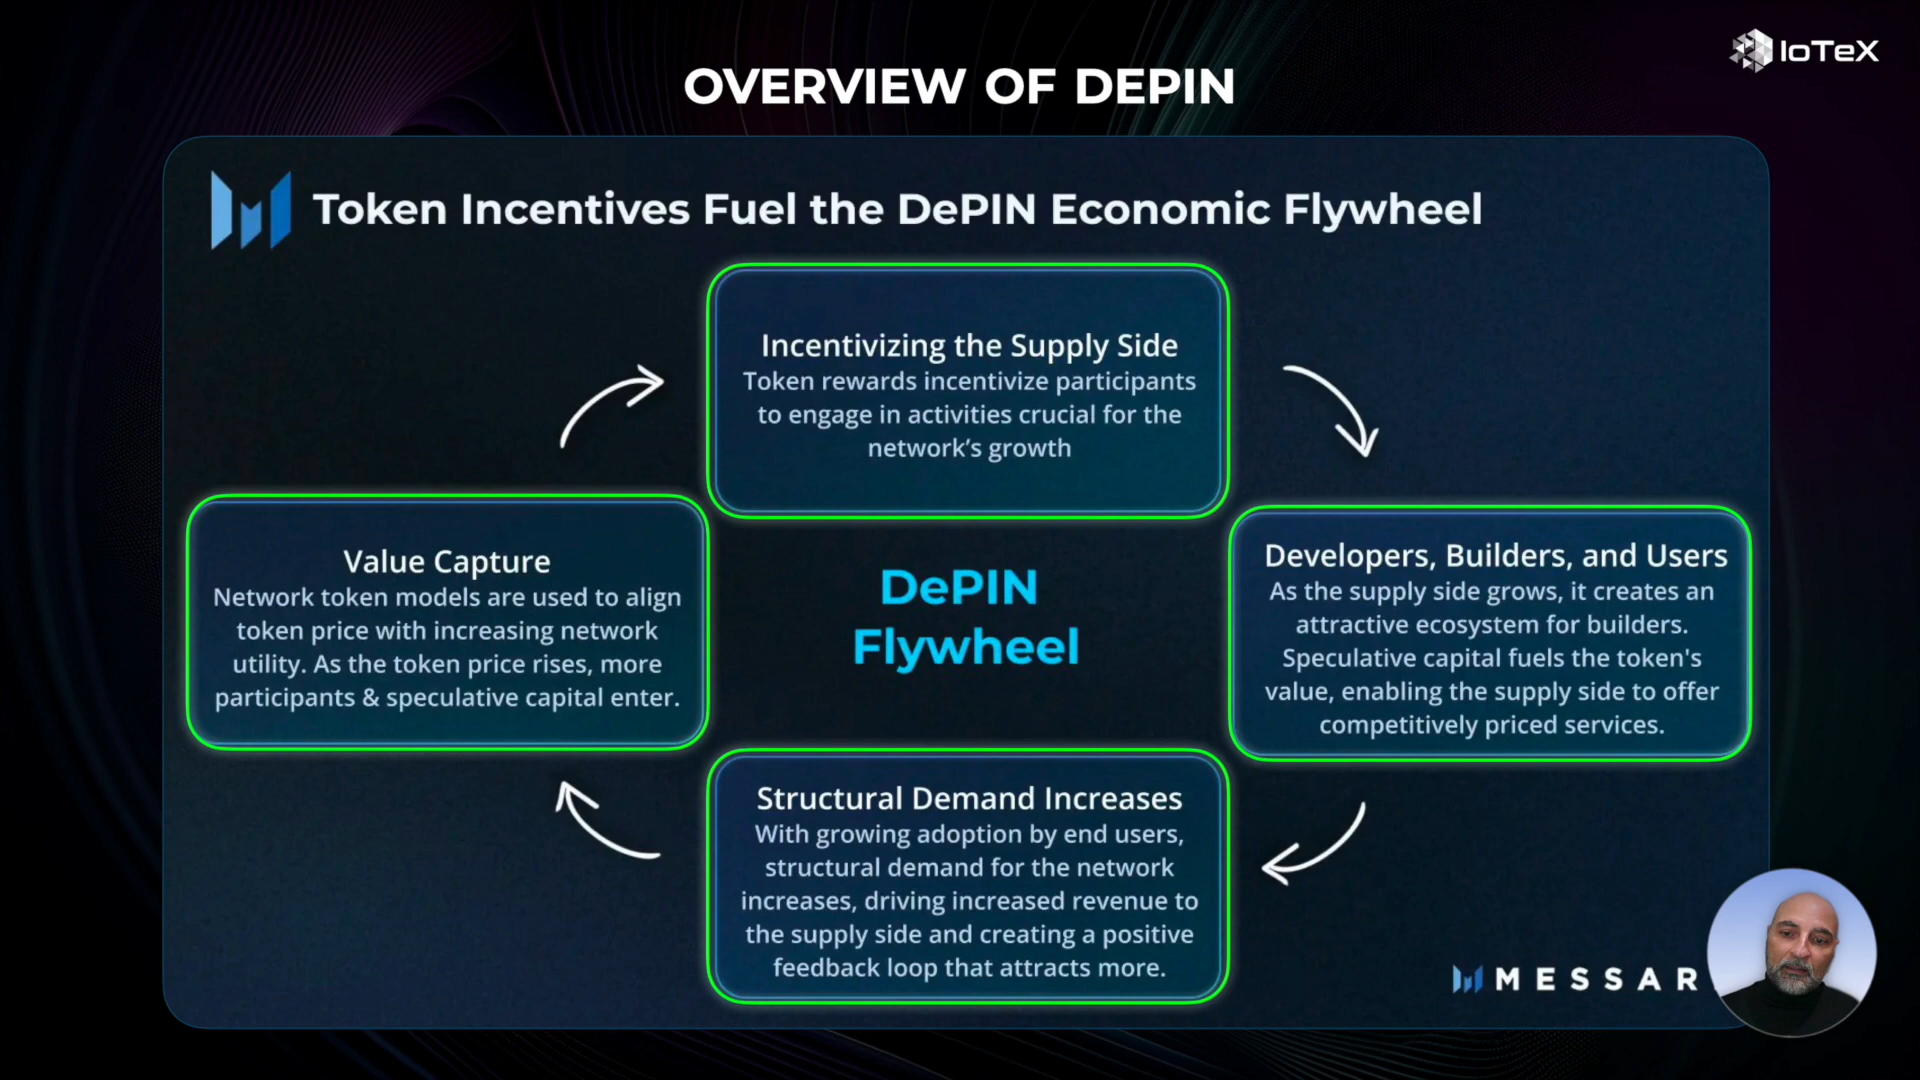 IoTeX
OVERVIEW OF DEPIN
Token Incentives Fuel the DePIN Economic Flywheel
Incentivizing the Supply Side
Token rewards incentivize participants
to engage in activities crucial for the
network’s growth
Value Capture
Network token models are used to align
token price with increasing network
utility. As the token price rises, more
participants & speculative capital enter.
DePIN
Flywheel
Developers, Builders, and Users
As the supply side grows, it creates an
attractive ecosystem for builders.
Speculative capital fuels the token's
value, enabling the supply side to offer
competitively priced services.
Structural Demand Increases
With growing adoption by end users,
structural demand for the network
increases, driving increased revenue to
the supply side and creating a positive
feedback loop that attracts more.
MESSAR